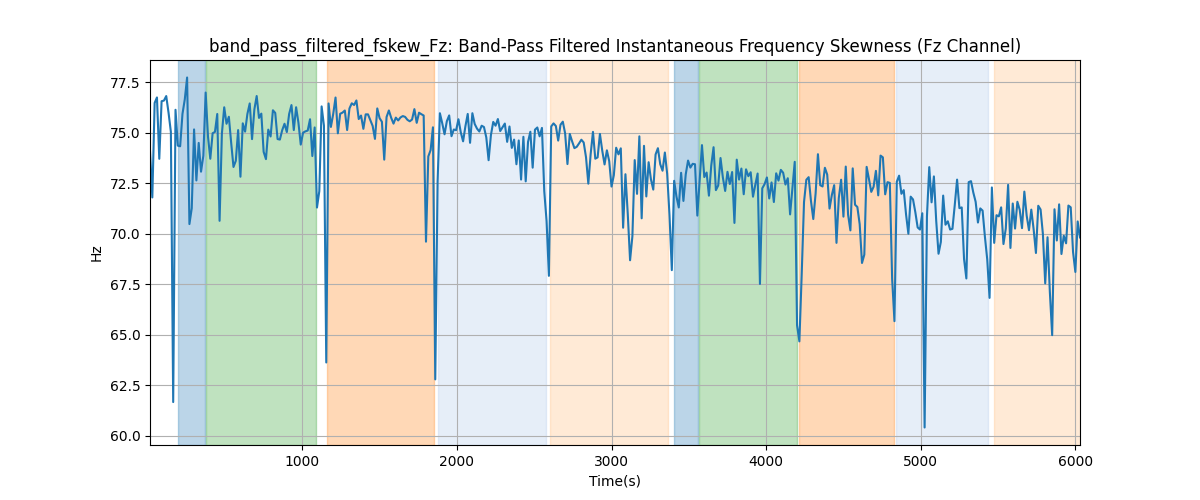 band_pass_filtered_fskew_Fz: Band-Pass Filtered Instantaneous Frequency Skewness (Fz Channel)
77.5
75.0
72.5
70.0
67.5
65.0
62.5
60.0
Hz
1000 2000 3000 4000 5000 6000
Time(s)